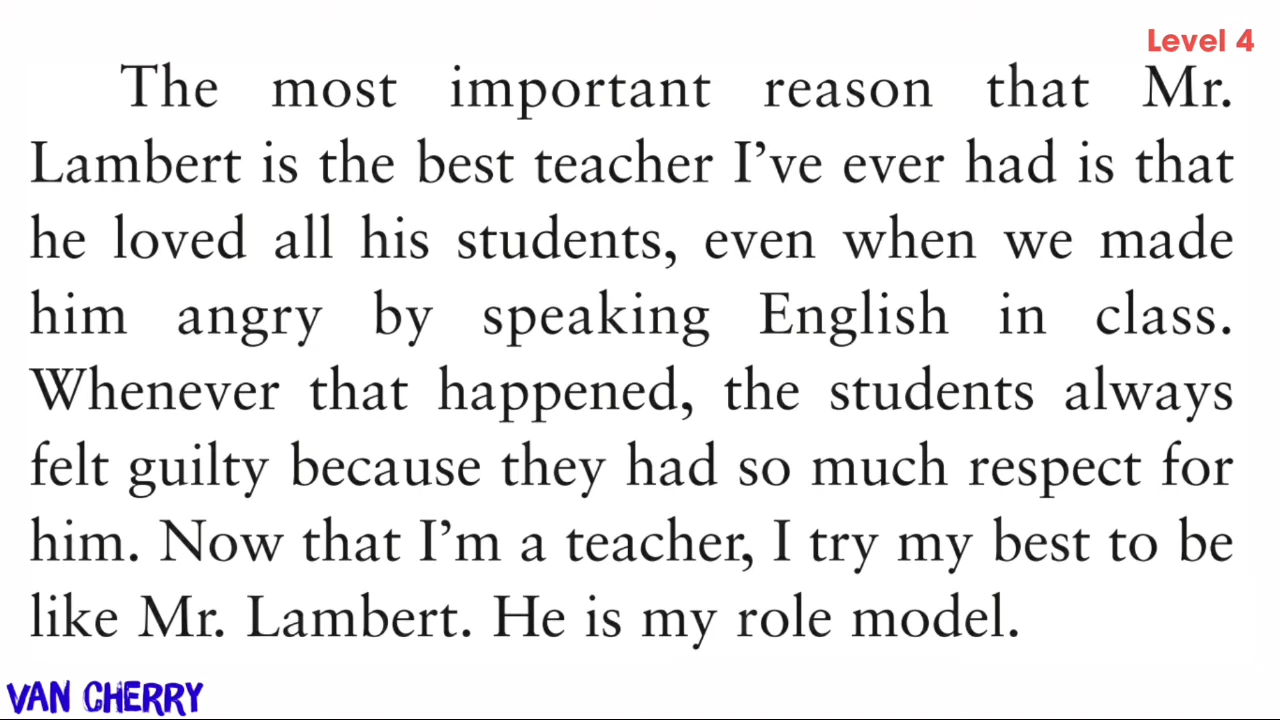 Level 4
The most important reason that Mr.
Lambert is the best teacher I've ever had is that
he loved all his students, even when we made
him angry by speaking English in class.
Whenever that happened, the students always
felt guilty because they had so much respect for
him. Now that I'm a teacher, I try my best to be
like Mr. Lambert. He is my role model.
VAN CHERRY